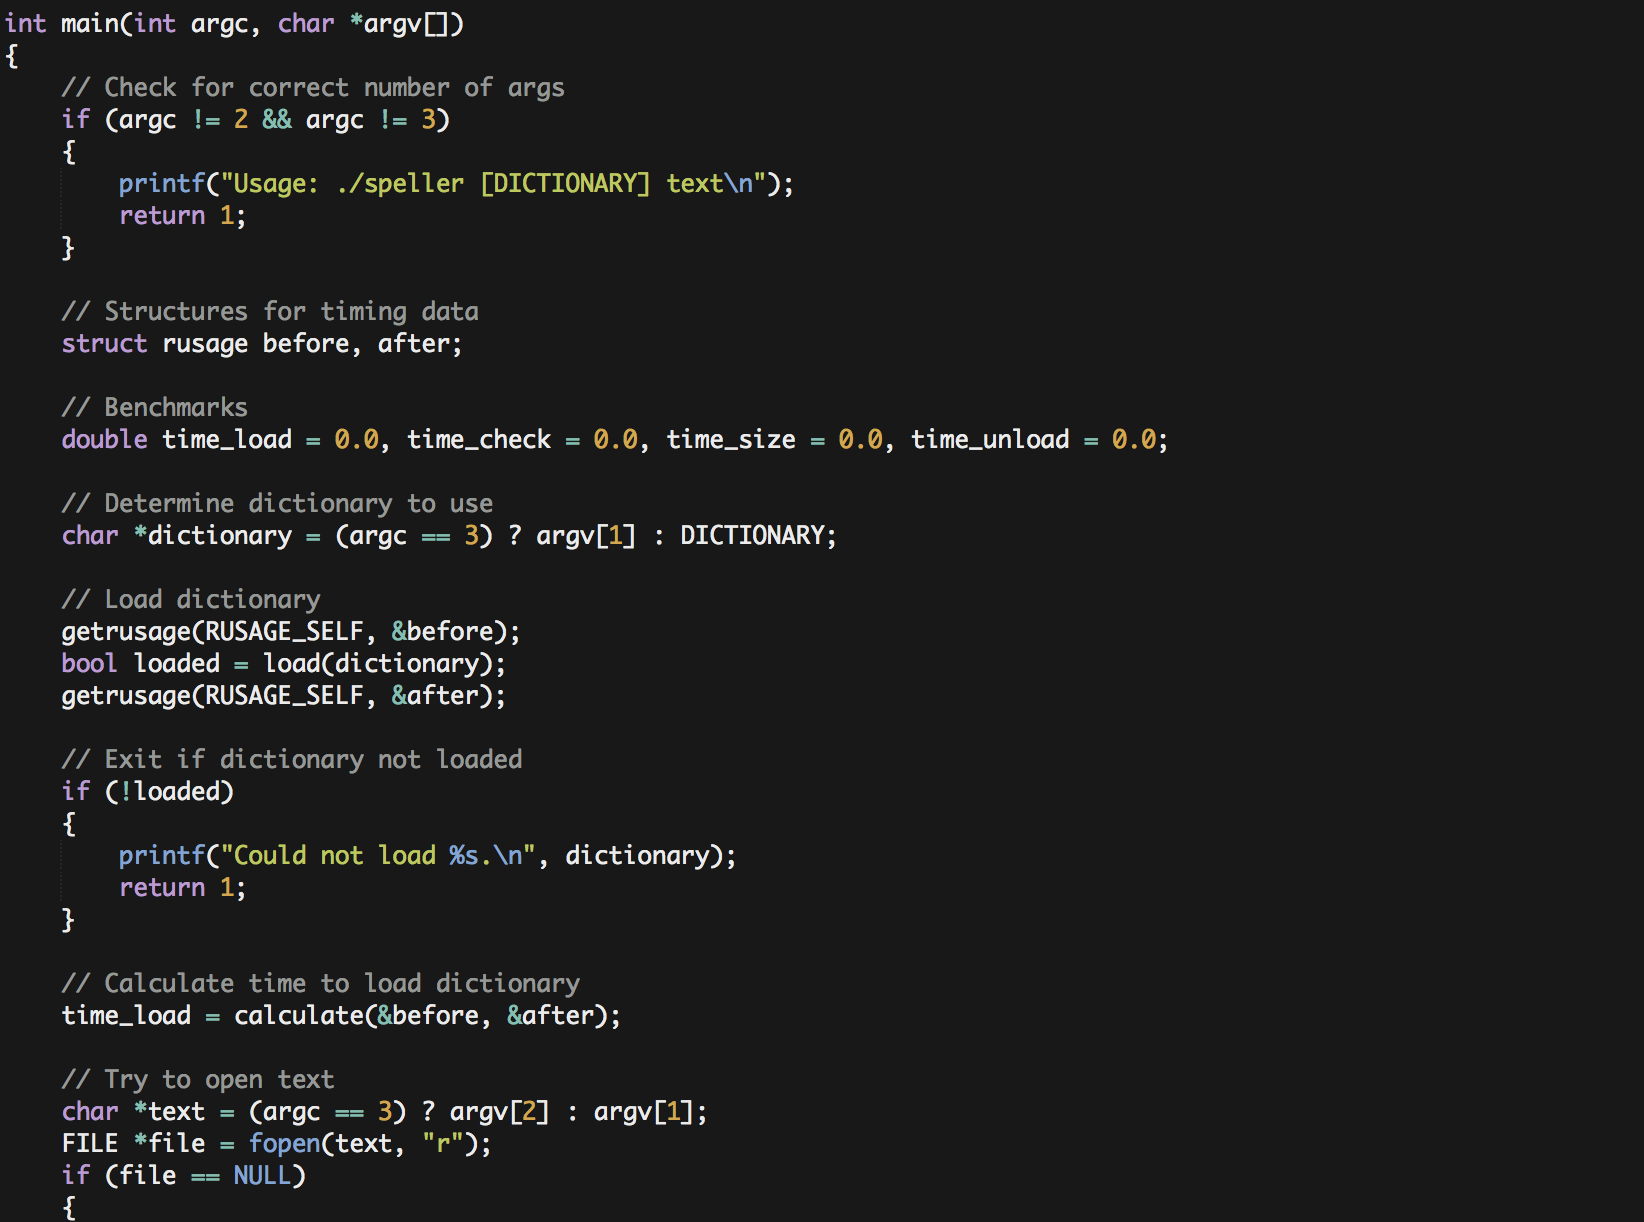 int main(int argc, char *argv[])
{
    // Check for correct number of args
    if (argc != 2 && argc != 3)
    {
        printf("Usage: ./speller [DICTIONARY] text\n");
        return 1;
    }

    // Structures for timing data
    struct rusage before, after;

    // Benchmarks
    double time_load = 0.0, time_check = 0.0, time_size = 0.0, time_unload = 0.0;

    // Determine dictionary to use
    char *dictionary = (argc == 3) ? argv[1] : DICTIONARY;

    // Load dictionary
    getrusage(RUSAGE_SELF, &before);
    bool loaded = load(dictionary);
    getrusage(RUSAGE_SELF, &after);

    // Exit if dictionary not loaded
    if (!loaded)
    {
        printf("Could not load %s.\n", dictionary);
        return 1;
    }

    // Calculate time to load dictionary
    time_load = calculate(&before, &after);

    // Try to open text
    char *text = (argc == 3) ? argv[2] : argv[1];
    FILE *file = fopen(text, "r");
    if (file == NULL)
    {